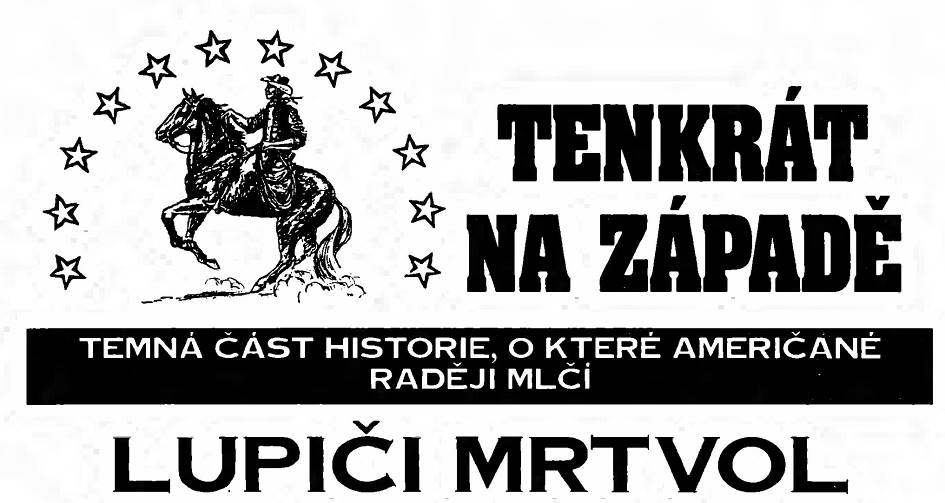 TENKRÁT
NA ZÁPADĚ
TEMNÁ ČÁST HISTORIE, O KTERÉ AMERIČANÉ
RADĚJI MLČÍ
LUPIČI MRTVOL